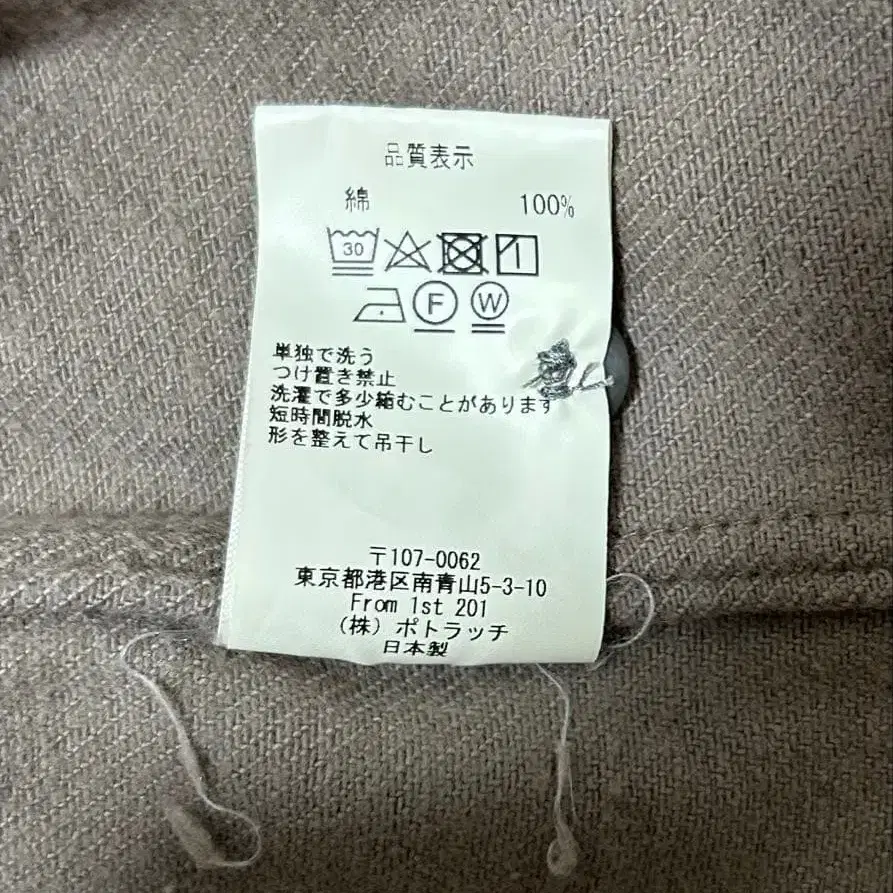 品質表示
綿 100%
30
F W
単独で洗う
つけ置き禁止
洗濯で多少縮むことがあります
短時間脱水
形を整えて吊干し
〒107-0062
東京都港区南青山5-3-10
From 1st 201
（株）ポトラッチ
日本製